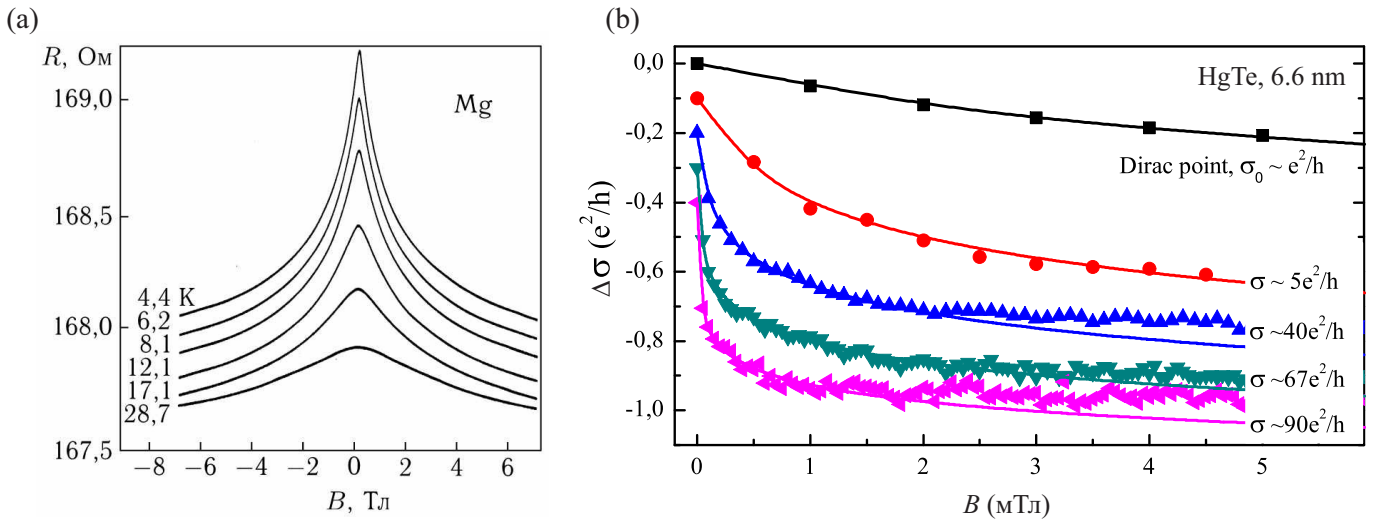 (a)
R, Ом
Mg
169,0
168,5
168,0
167,5
4,4 К
6,2
8,1
12,1
17,1
28,7
−8 −6 −4 −2 0 2 4 6
B, Тл
(b)
HgTe, 6.6 nm
0,0
-0,2
-0,4
-0,6
-0,8
-1,0
Δσ (e²/h)
Dirac point, σ₀ ~ e²/h
σ ~ 5e²/h
σ ~40e²/h
σ ~67e²/h
σ ~90e²/h
0 1 2 3 4 5
B (мТл)